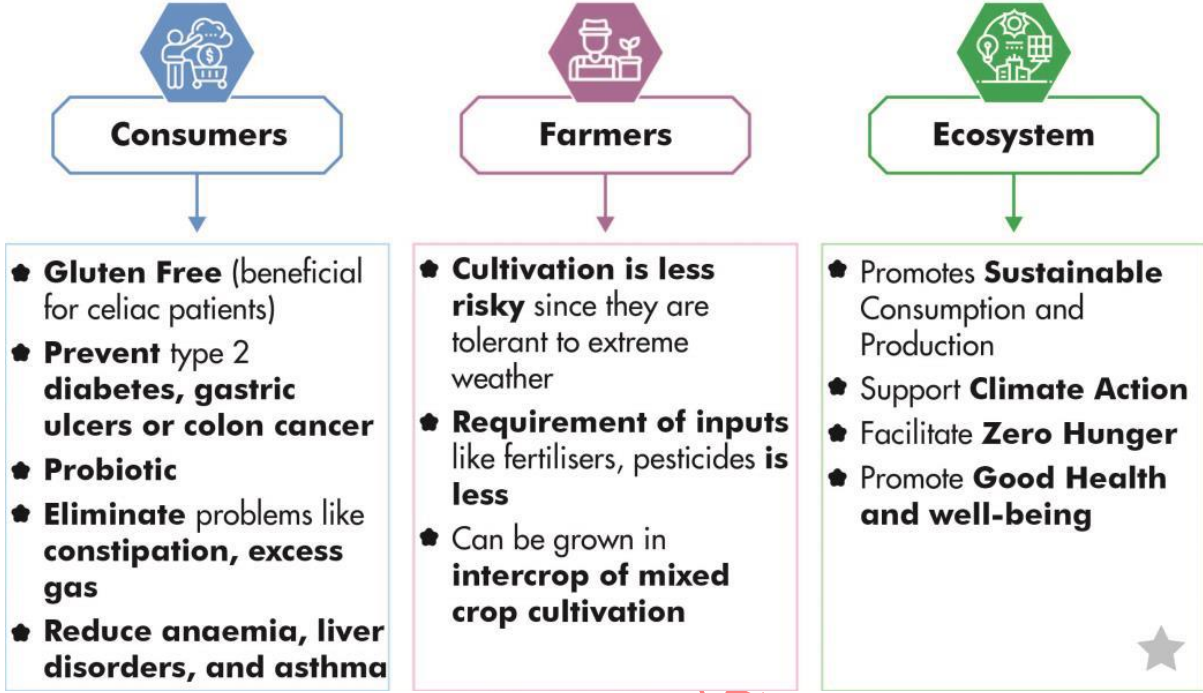 Consumers
Gluten Free (beneficial
for celiac patients)
Prevent type 2
diabetes, gastric
ulcers or colon cancer
Probiotic
Eliminate problems like
constipation, excess
gas
Reduce anaemia, liver
disorders, and asthma
Farmers
Cultivation is less
risky since they are
tolerant to extreme
weather
Requirement of inputs
like fertilisers, pesticides is
less
Can be grown in
intercrop of mixed
crop cultivation
Ecosystem
Promotes Sustainable
Consumption and
Production
Support Climate Action
Facilitate Zero Hunger
Promote Good Health
and well-being